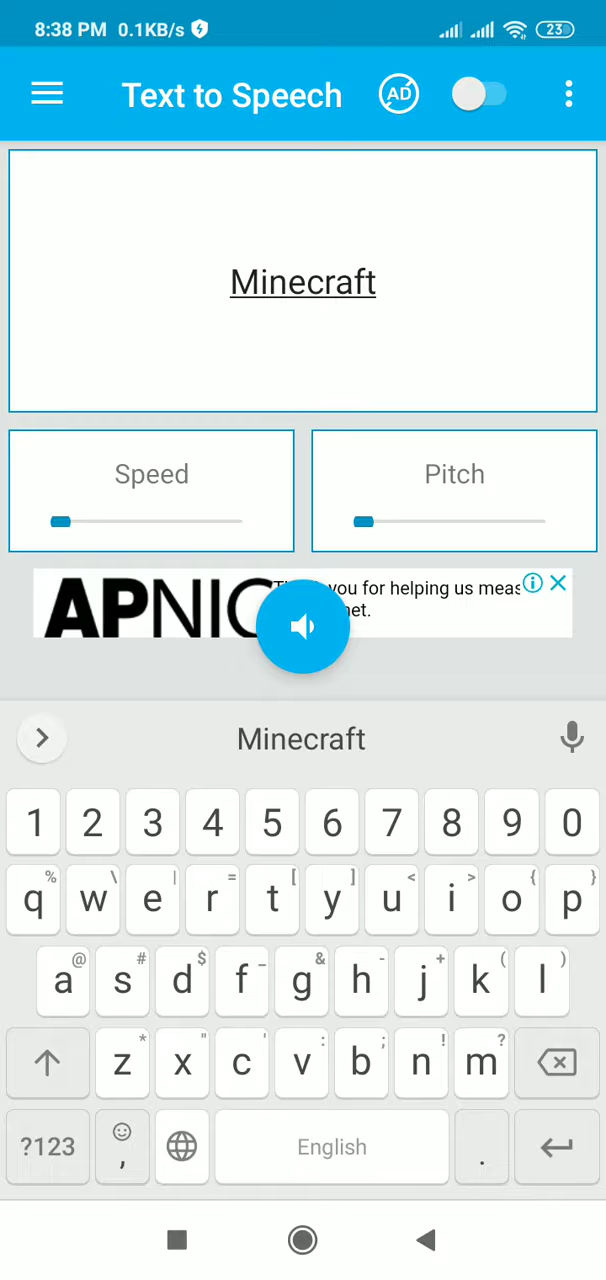 8:38 PM 0.1KB/s 23
Text to Speech AD
Minecraft
Speed Pitch
APNIC you for helping us meas
net.
Minecraft
1 2 3 4 5 6 7 8 9 0
% \ | = [ ] < > { }
q w e r t y u i o p
@ # $ _ & - + ( )
a s d f g h j k l
* " ' : ; ! ?
z x c v b n m
?123 , English .